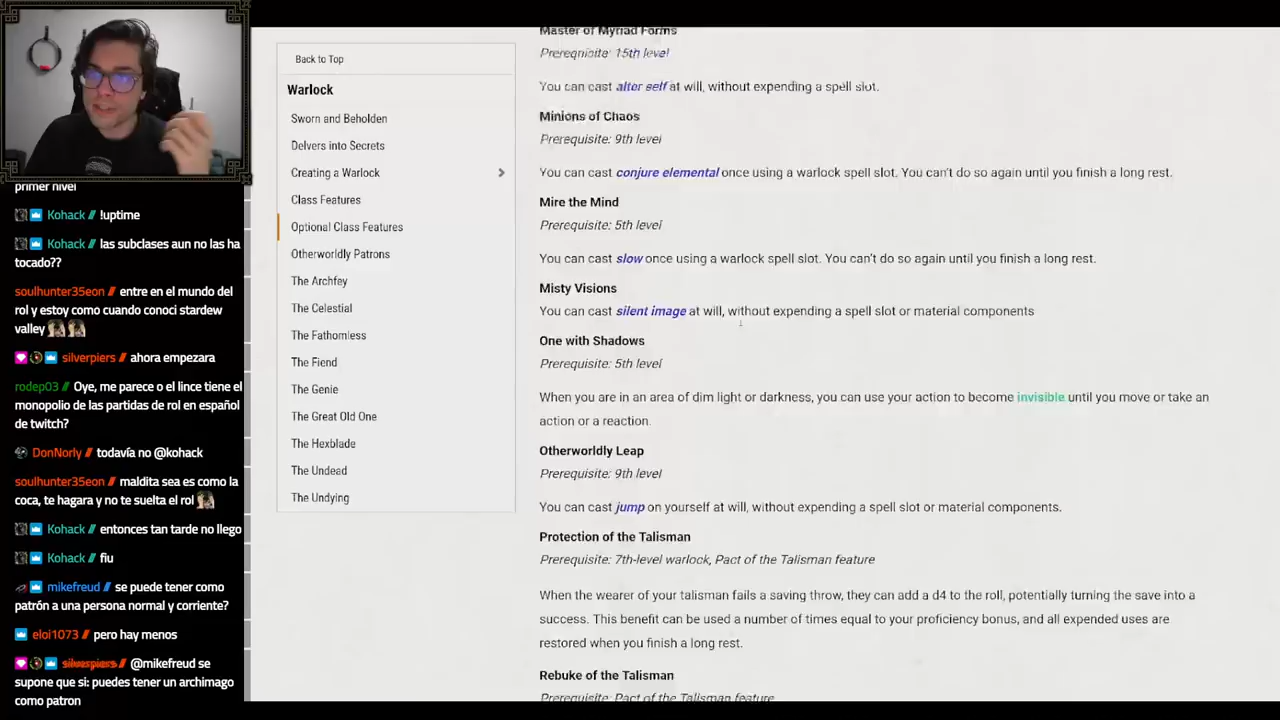 primer nivel
Kohack // !uptime
Kohack // las subclases aun no las ha
tocado??
soulhunter35eon // entre en el mundo del
rol y estoy como cuando conoci stardew
valley
silverpiers // ahora empezara
rodep03 // Oye, me parece o el lince tiene el
monopolio de las partidas de rol en español
de twitch?
DonNorly // todavía no @kohack
soulhunter35eon // maldita sea es como la
coca, te hagara y no te suelta el rol
Kohack // entonces tan tarde no llego
Kohack // fiu
mikefreud // se puede tener como
patrón a una persona normal y corriente?
eloi1073 // pero hay menos
silverpiers // @mikefreud se
supone que si: puedes tener un archimago
como patron
Back to Top
Warlock
Sworn and Beholden
Delvers into Secrets
Creating a Warlock
Class Features
Optional Class Features
Otherworldly Patrons
The Archfey
The Celestial
The Fathomless
The Fiend
The Genie
The Great Old One
The Hexblade
The Undead
The Undying
Master of Myriad Forms
Prerequisite: 15th level
You can cast alter self at will, without expending a spell slot.
Minions of Chaos
Prerequisite: 9th level
You can cast conjure elemental once using a warlock spell slot. You can't do so again until you finish a long rest.
Mire the Mind
Prerequisite: 5th level
You can cast slow once using a warlock spell slot. You can't do so again until you finish a long rest.
Misty Visions
You can cast silent image at will, without expending a spell slot or material components
One with Shadows
Prerequisite: 5th level
When you are in an area of dim light or darkness, you can use your action to become invisible until you move or take an
action or a reaction.
Otherworldly Leap
Prerequisite: 9th level
You can cast jump on yourself at will, without expending a spell slot or material components.
Protection of the Talisman
Prerequisite: 7th-level warlock, Pact of the Talisman feature
When the wearer of your talisman fails a saving throw, they can add a d4 to the roll, potentially turning the save into a
success. This benefit can be used a number of times equal to your proficiency bonus, and all expended uses are
restored when you finish a long rest.
Rebuke of the Talisman
Prerequisite: Pact of the Talisman feature